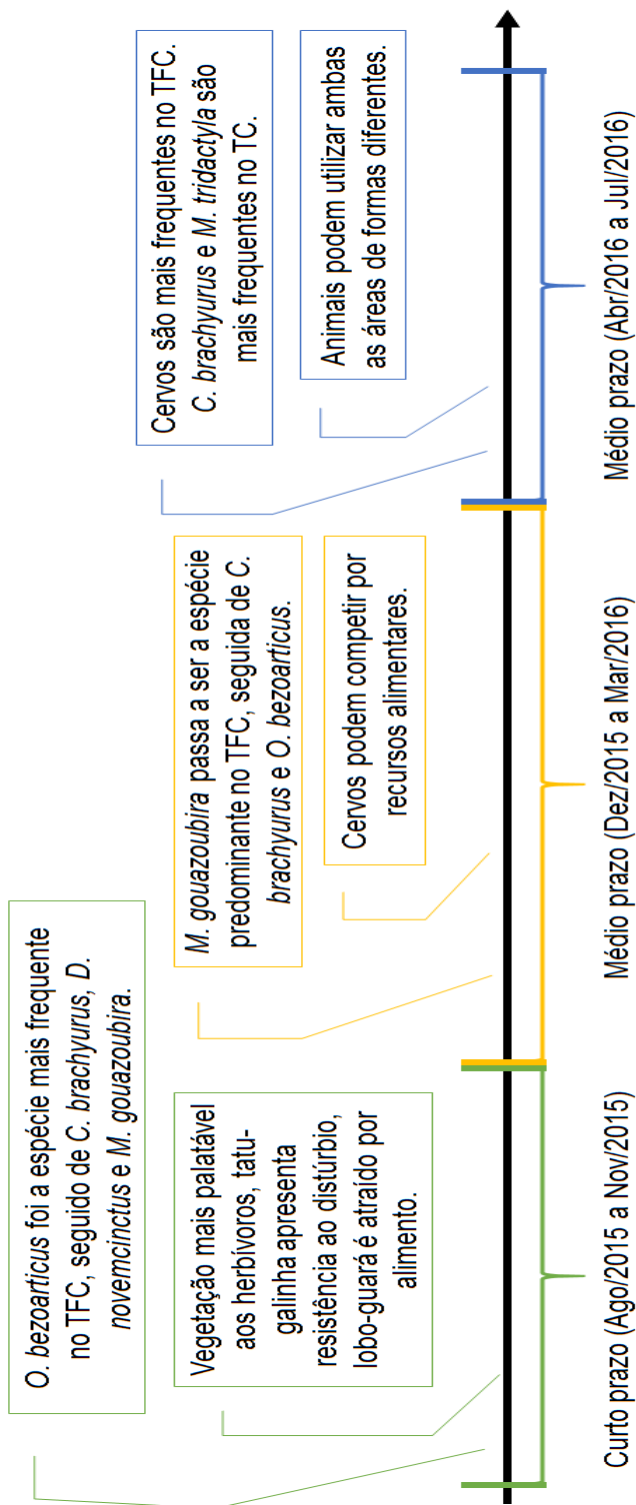 O. bezoarticus foi a espécie mais frequente
no TFC, seguido de C. brachyurus, D.
novemcinctus e M. gouazoubira.
Vegetação mais palatável
aos herbívoros, tatu-
galinha apresenta
resistência ao distúrbio,
lobo-guará é atraído por
alimento.
Curto prazo (Ago/2015 a Nov/2015)
M. gouazoubira passa a ser a espécie
predominante no TFC, seguida de C.
brachyurus e O. bezoarticus.
Cervos podem competir por
recursos alimentares.
Médio prazo (Dez/2015 a Mar/2016)
Cervos são mais frequentes no TFC.
C. brachyurus e M. tridactyla são
mais frequentes no TC.
Animais podem utilizar ambas
as áreas de formas diferentes.
Médio prazo (Abr/2016 a Jul/2016)